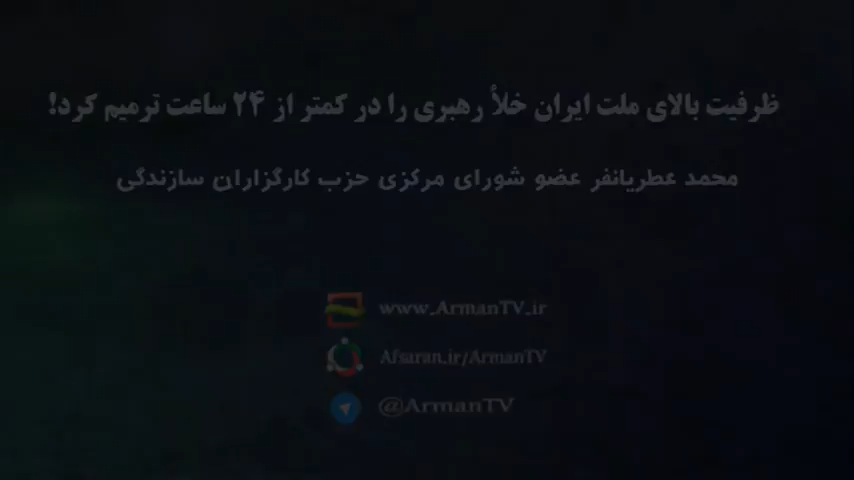 ظرفیت بالای ملت ایران خلأ رهبری را در کمتر از ۲۴ ساعت ترمیم کرد!
محمد عطریانفر عضو شورای مرکزی حزب کارگزاران سازندگی
www.ArmanTV.ir
Afsaran.ir/ArmanTV
@ArmanTV